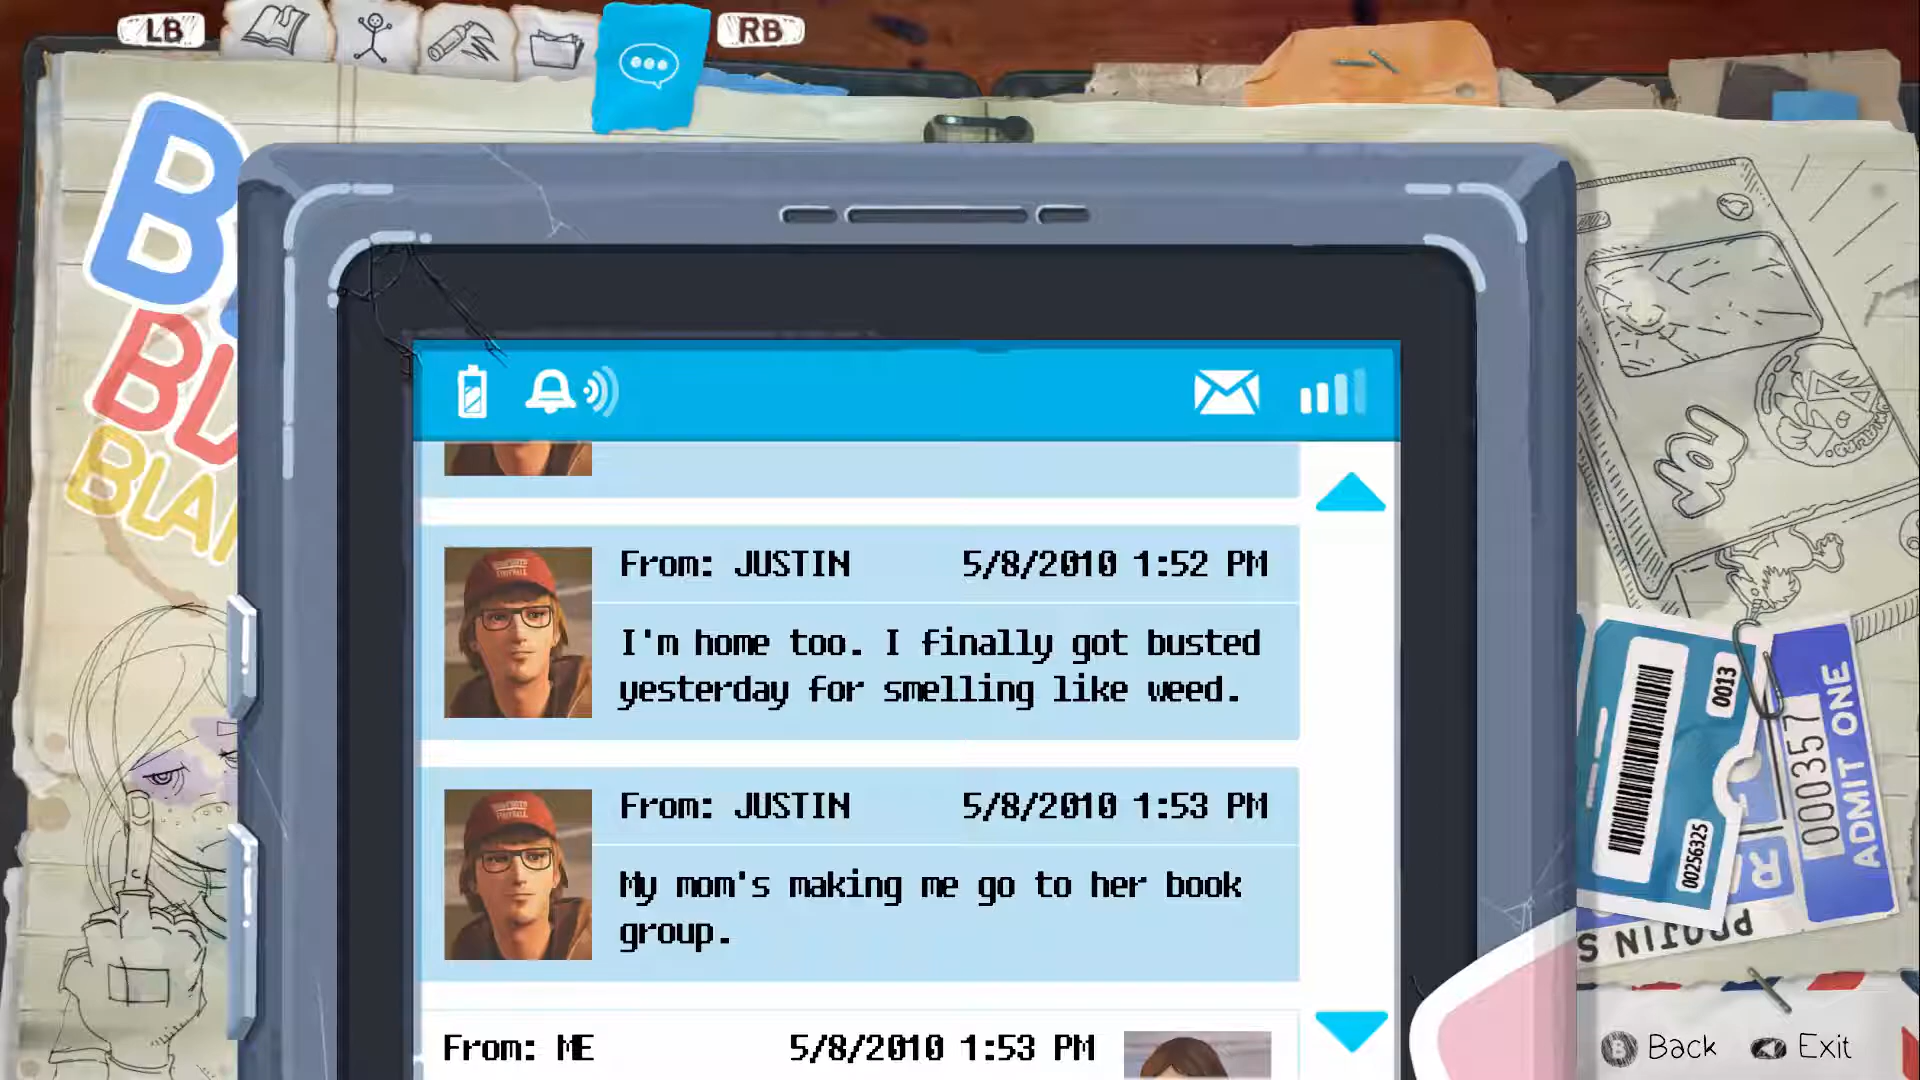 LB
RB
From: JUSTIN 5/8/2010 1:52 PM
I'm home too. I finally got busted
yesterday for smelling like weed.
From: JUSTIN 5/8/2010 1:53 PM
My mom's making me go to her book
group.
From: ME 5/8/2010 1:53 PM
0013
00256325
000357
ADMIT ONE
Back
Exit